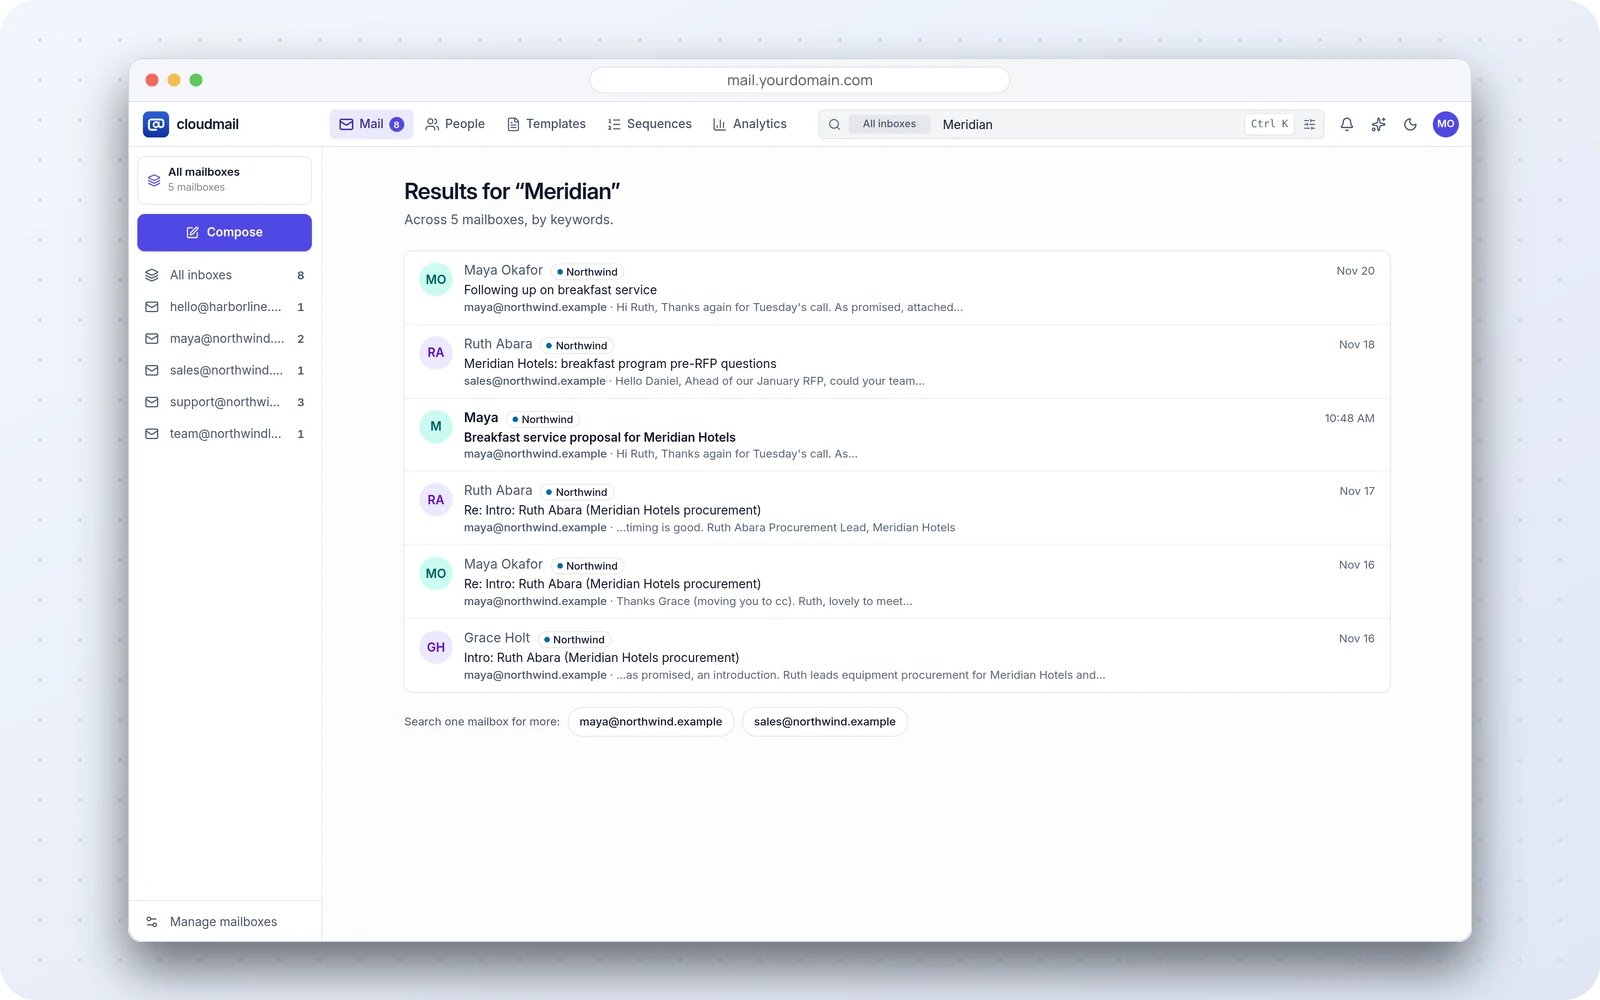 mail.yourdomain.com
cloudmail
Mail 8
People
Templates
Sequences
Analytics
All inboxes
Meridian
Ctrl K
MO
All mailboxes
5 mailboxes
Compose
All inboxes 8
hello@harborline.... 1
maya@northwind.... 2
sales@northwind.... 1
support@northwi... 3
team@northwindl... 1
Manage mailboxes
Results for “Meridian”
Across 5 mailboxes, by keywords.
MO
Maya Okafor Northwind Nov 20
Following up on breakfast service
maya@northwind.example · Hi Ruth, Thanks again for Tuesday's call. As promised, attached...
RA
Ruth Abara Northwind Nov 18
Meridian Hotels: breakfast program pre-RFP questions
sales@northwind.example · Hello Daniel, Ahead of our January RFP, could your team...
M
Maya Northwind 10:48 AM
Breakfast service proposal for Meridian Hotels
maya@northwind.example · Hi Ruth, Thanks again for Tuesday's call. As...
RA
Ruth Abara Northwind Nov 17
Re: Intro: Ruth Abara (Meridian Hotels procurement)
maya@northwind.example · ...timing is good. Ruth Abara Procurement Lead, Meridian Hotels
MO
Maya Okafor Northwind Nov 16
Re: Intro: Ruth Abara (Meridian Hotels procurement)
maya@northwind.example · Thanks Grace (moving you to cc). Ruth, lovely to meet...
GH
Grace Holt Northwind Nov 16
Intro: Ruth Abara (Meridian Hotels procurement)
maya@northwind.example · ...as promised, an introduction. Ruth leads equipment procurement for Meridian Hotels and...
Search one mailbox for more: maya@northwind.example sales@northwind.example